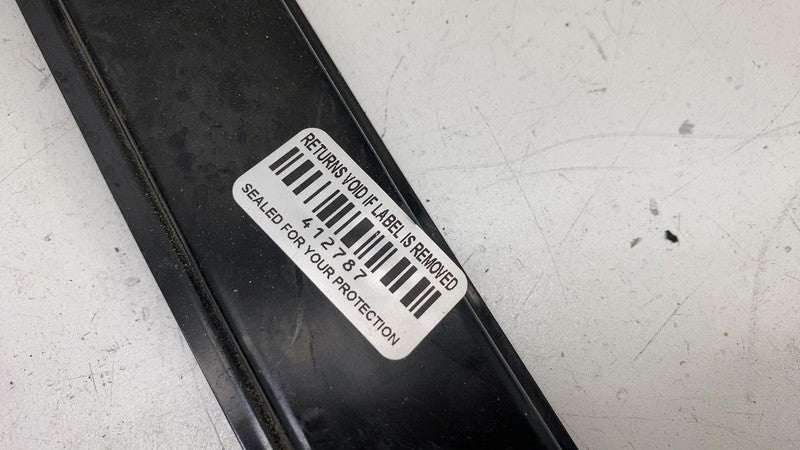 RETURNS VOID IF LABEL IS REMOVED
412787
SEALED FOR YOUR PROTECTION